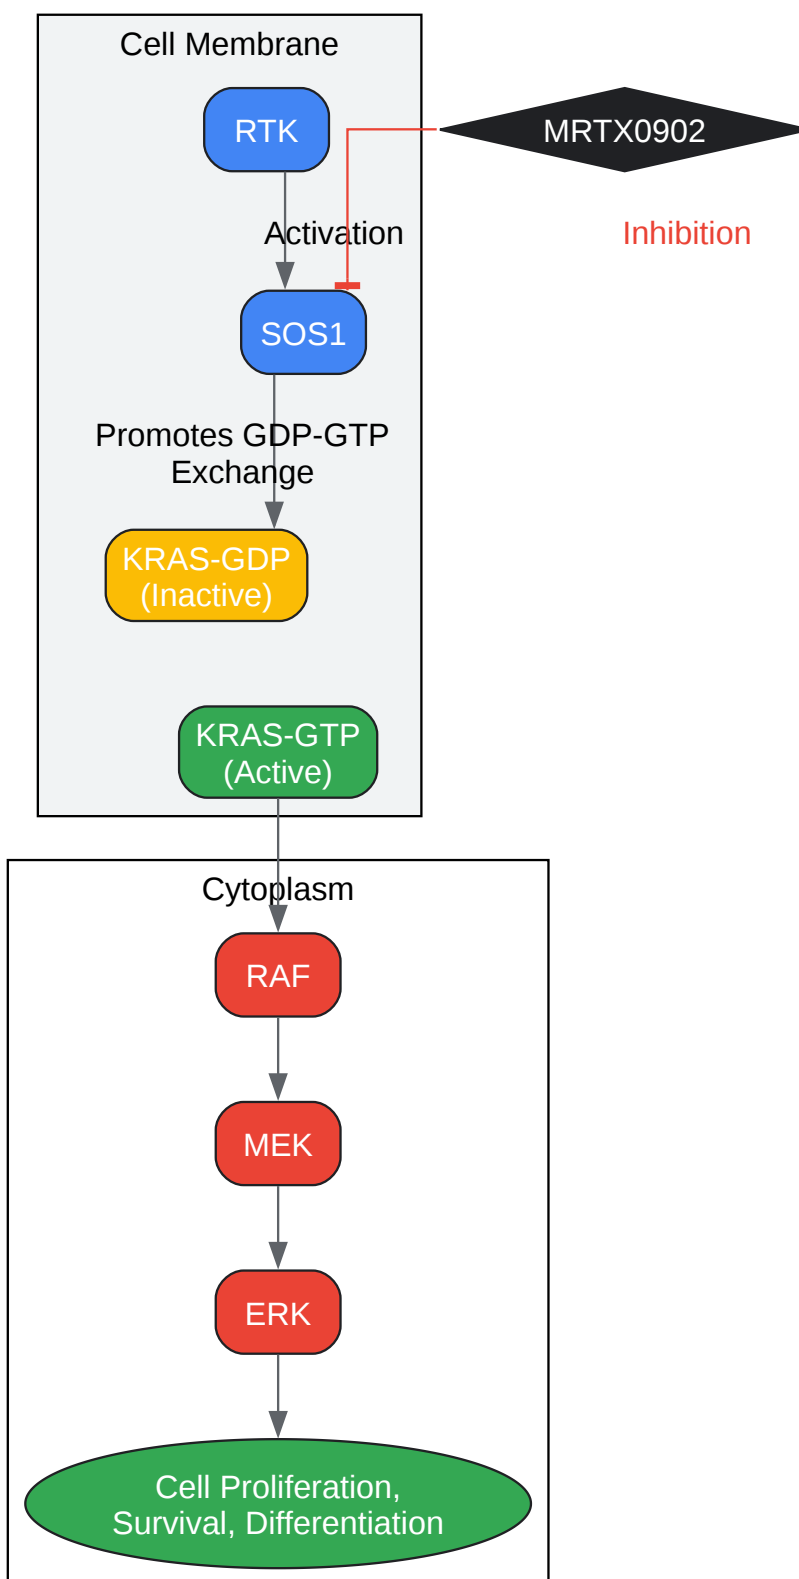 Cell Membrane
RTK
MRTX0902
Activation
Inhibition
SOS1
Promotes GDP-GTP
Exchange
KRAS-GDP
(Inactive)
KRAS-GTP
(Active)
Cytoplasm
RAF
MEK
ERK
Cell Proliferation,
Survival, Differentiation